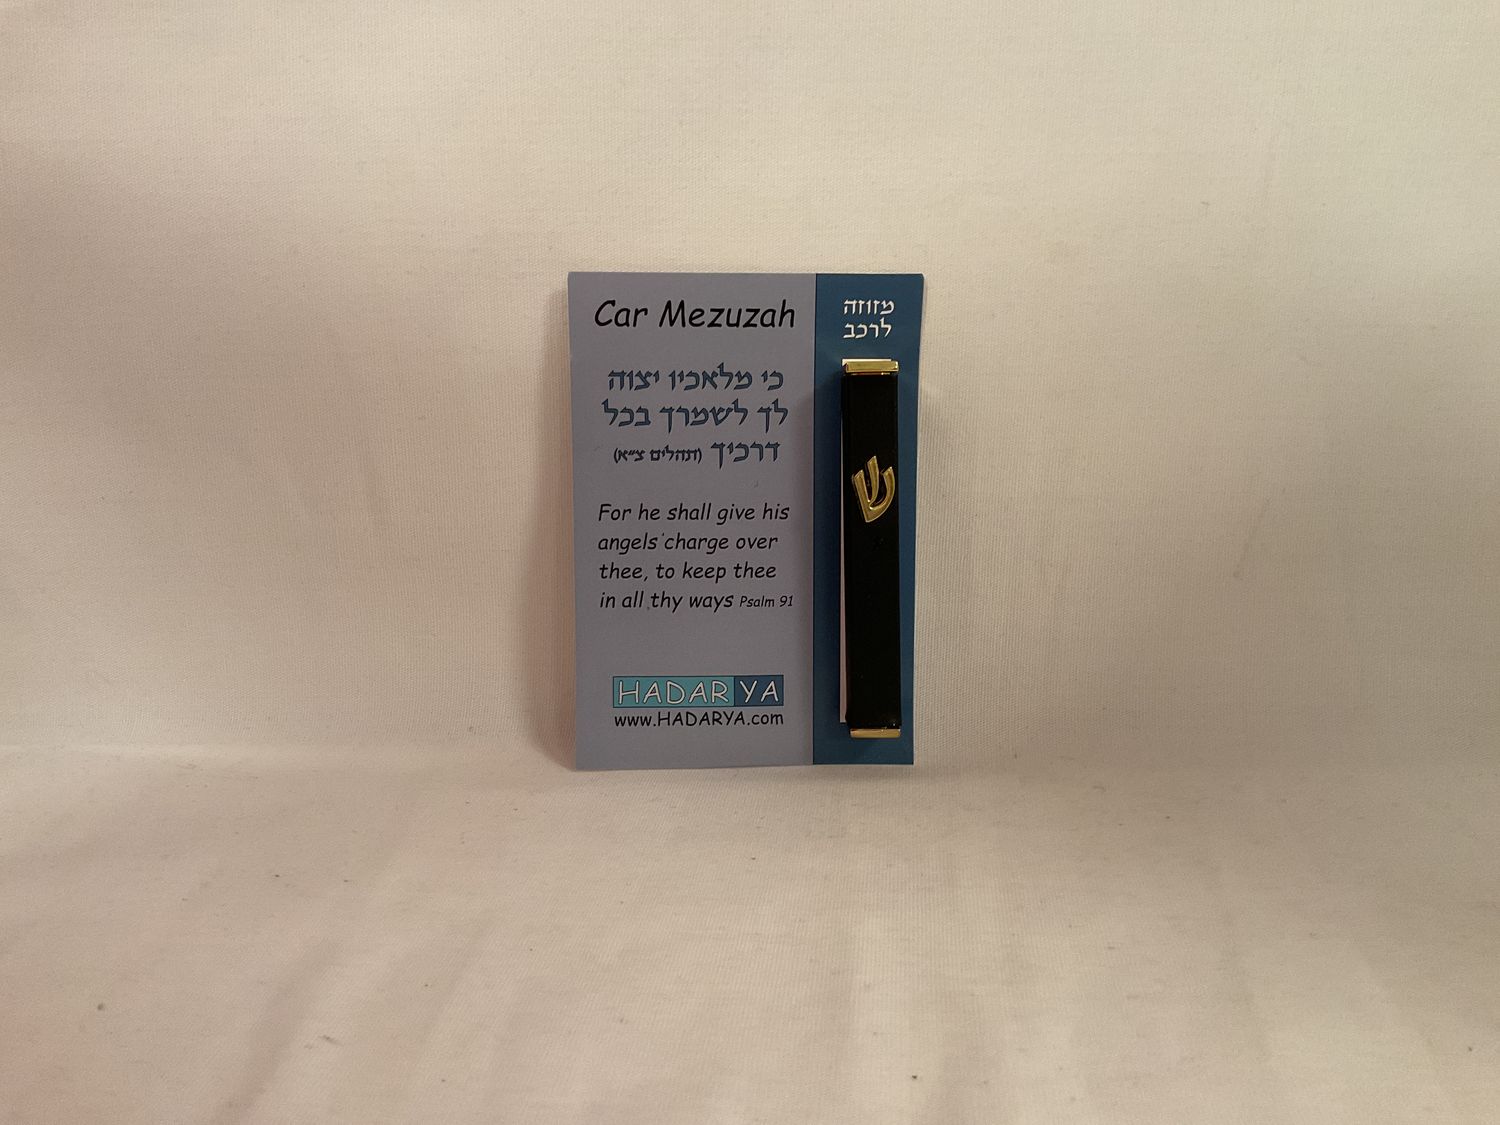 Car Mezuzah
כי מלאכיו יצוה
לך לשמרך בכל
דרכיך (תהלים צ״א)
For he shall give his
angels charge over
thee, to keep thee
in all thy ways Psalm 91
HADARYA
www.HADARYA.com
מזוזה
לרכב
ש